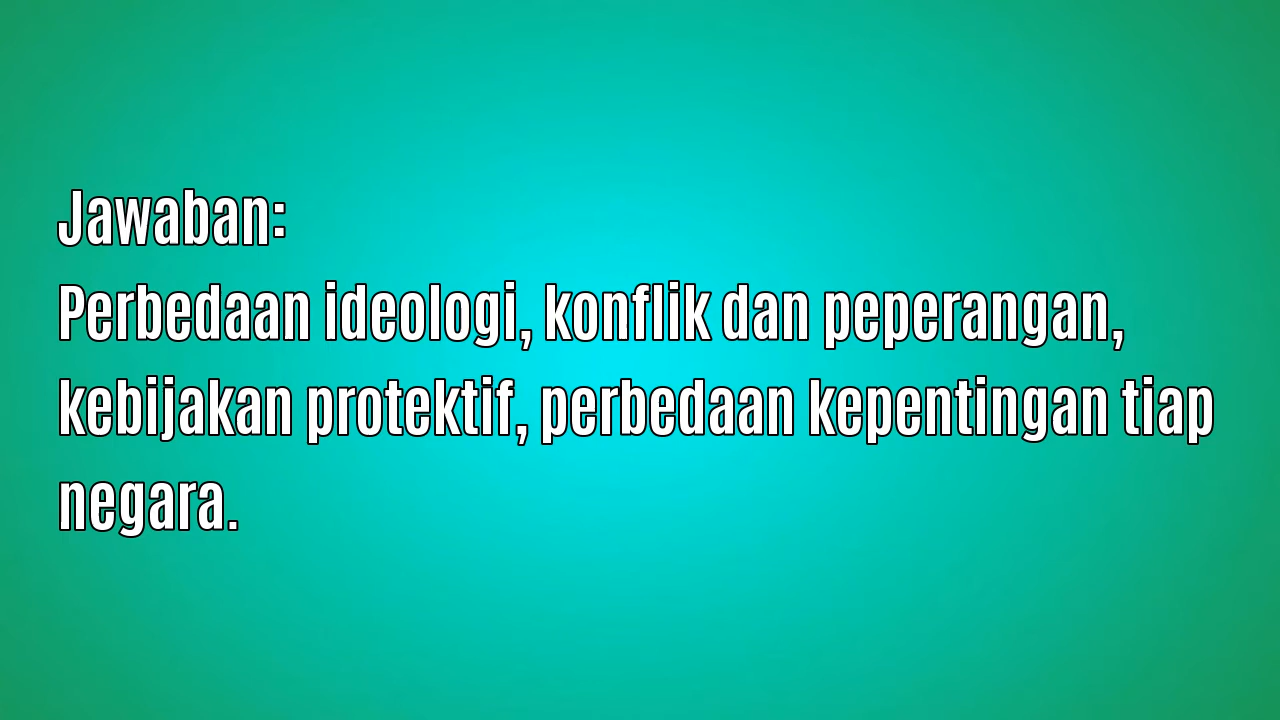 Jawaban:
Perbedaan ideologi, konflik dan peperangan,
kebijakan protektif, perbedaan kepentingan tiap
negara.